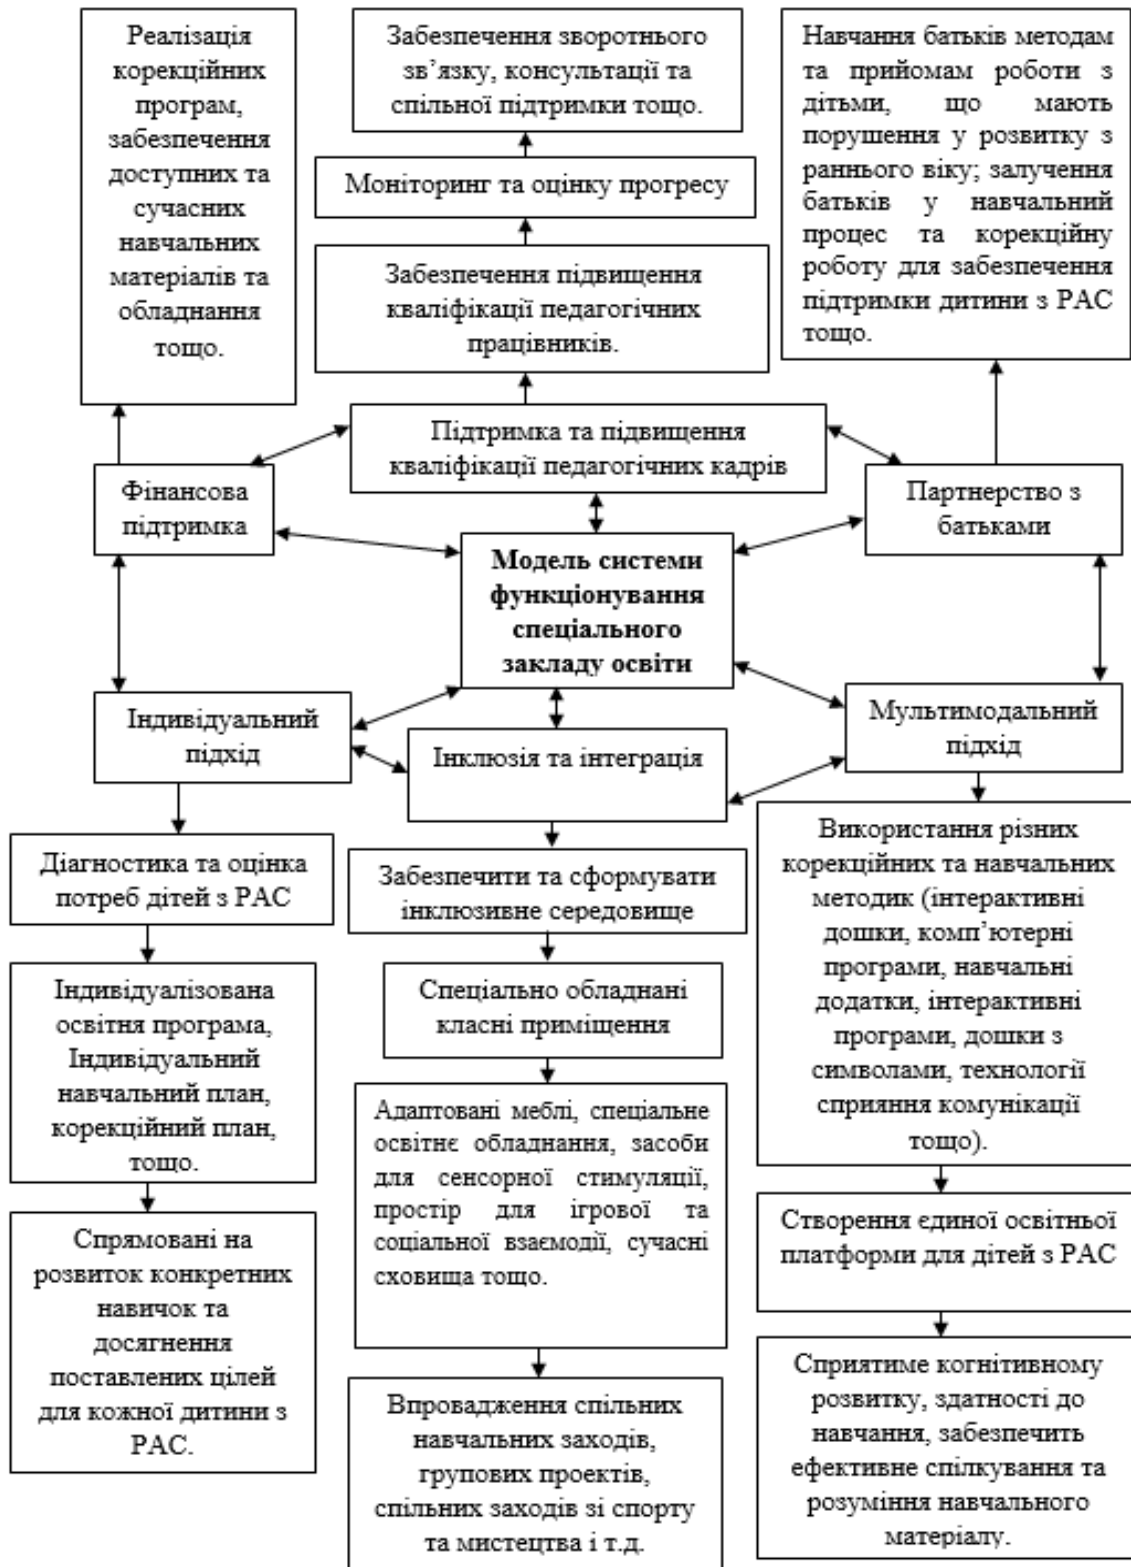 Реалізація
корекційних
програм,
забезпечення
доступних та
сучасних
навчальних
матеріалів та
обладнання
тощо.
Забезпечення зворотнього
зв’язку, консультації та
спільної підтримки тощо.
Навчання батьків методам
та прийомам роботи з
дітьми, що мають
порушення у розвитку з
раннього віку; залучення
батьків у навчальний
процес та корекційну
роботу для забезпечення
підтримки дитини з РАС
тощо.
Моніторинг та оцінку прогресу
Забезпечення підвищення
кваліфікації педагогічних
працівників.
Підтримка та підвищення
кваліфікації педагогічних кадрів
Фінансова
підтримка
Партнерство з
батьками
Модель системи
функціонування
спеціального
закладу освіти
Індивідуальний
підхід
Інклюзія та інтеграція
Мультимодальний
підхід
Діагностика та оцінка
потреб дітей з РАС
Забезпечити та сформувати
інклюзивне середовище
Використання різних
корекційних та навчальних
методик (інтерактивні
дошки, комп’ютерні
програми, навчальні
додатки, інтерактивні
програми, дошки з
символами, технології
сприяння комунікації
тощо).
Індивідуалізована
освітня програма,
Індивідуальний
навчальний план,
корекційний план,
тощо.
Спеціально обладнані
класні приміщення
Адаптовані меблі, спеціальне
освітнє обладнання, засоби
для сенсорної стимуляції,
простір для ігрової та
соціальної взаємодії, сучасні
сховища тощо.
Спрямовані на
розвиток конкретних
навичок та
досягнення
поставлених цілей
для кожної дитини з
РАС.
Створення єдиної освітньої
платформи для дітей з РАС
Впровадження спільних
навчальних заходів,
групових проектів,
спільних заходів зі спорту
та мистецтва і т.д.
Сприятиме когнітивному
розвитку, здатності до
навчання, забезпечить
ефективне спілкування та
розуміння навчального
матеріалу.